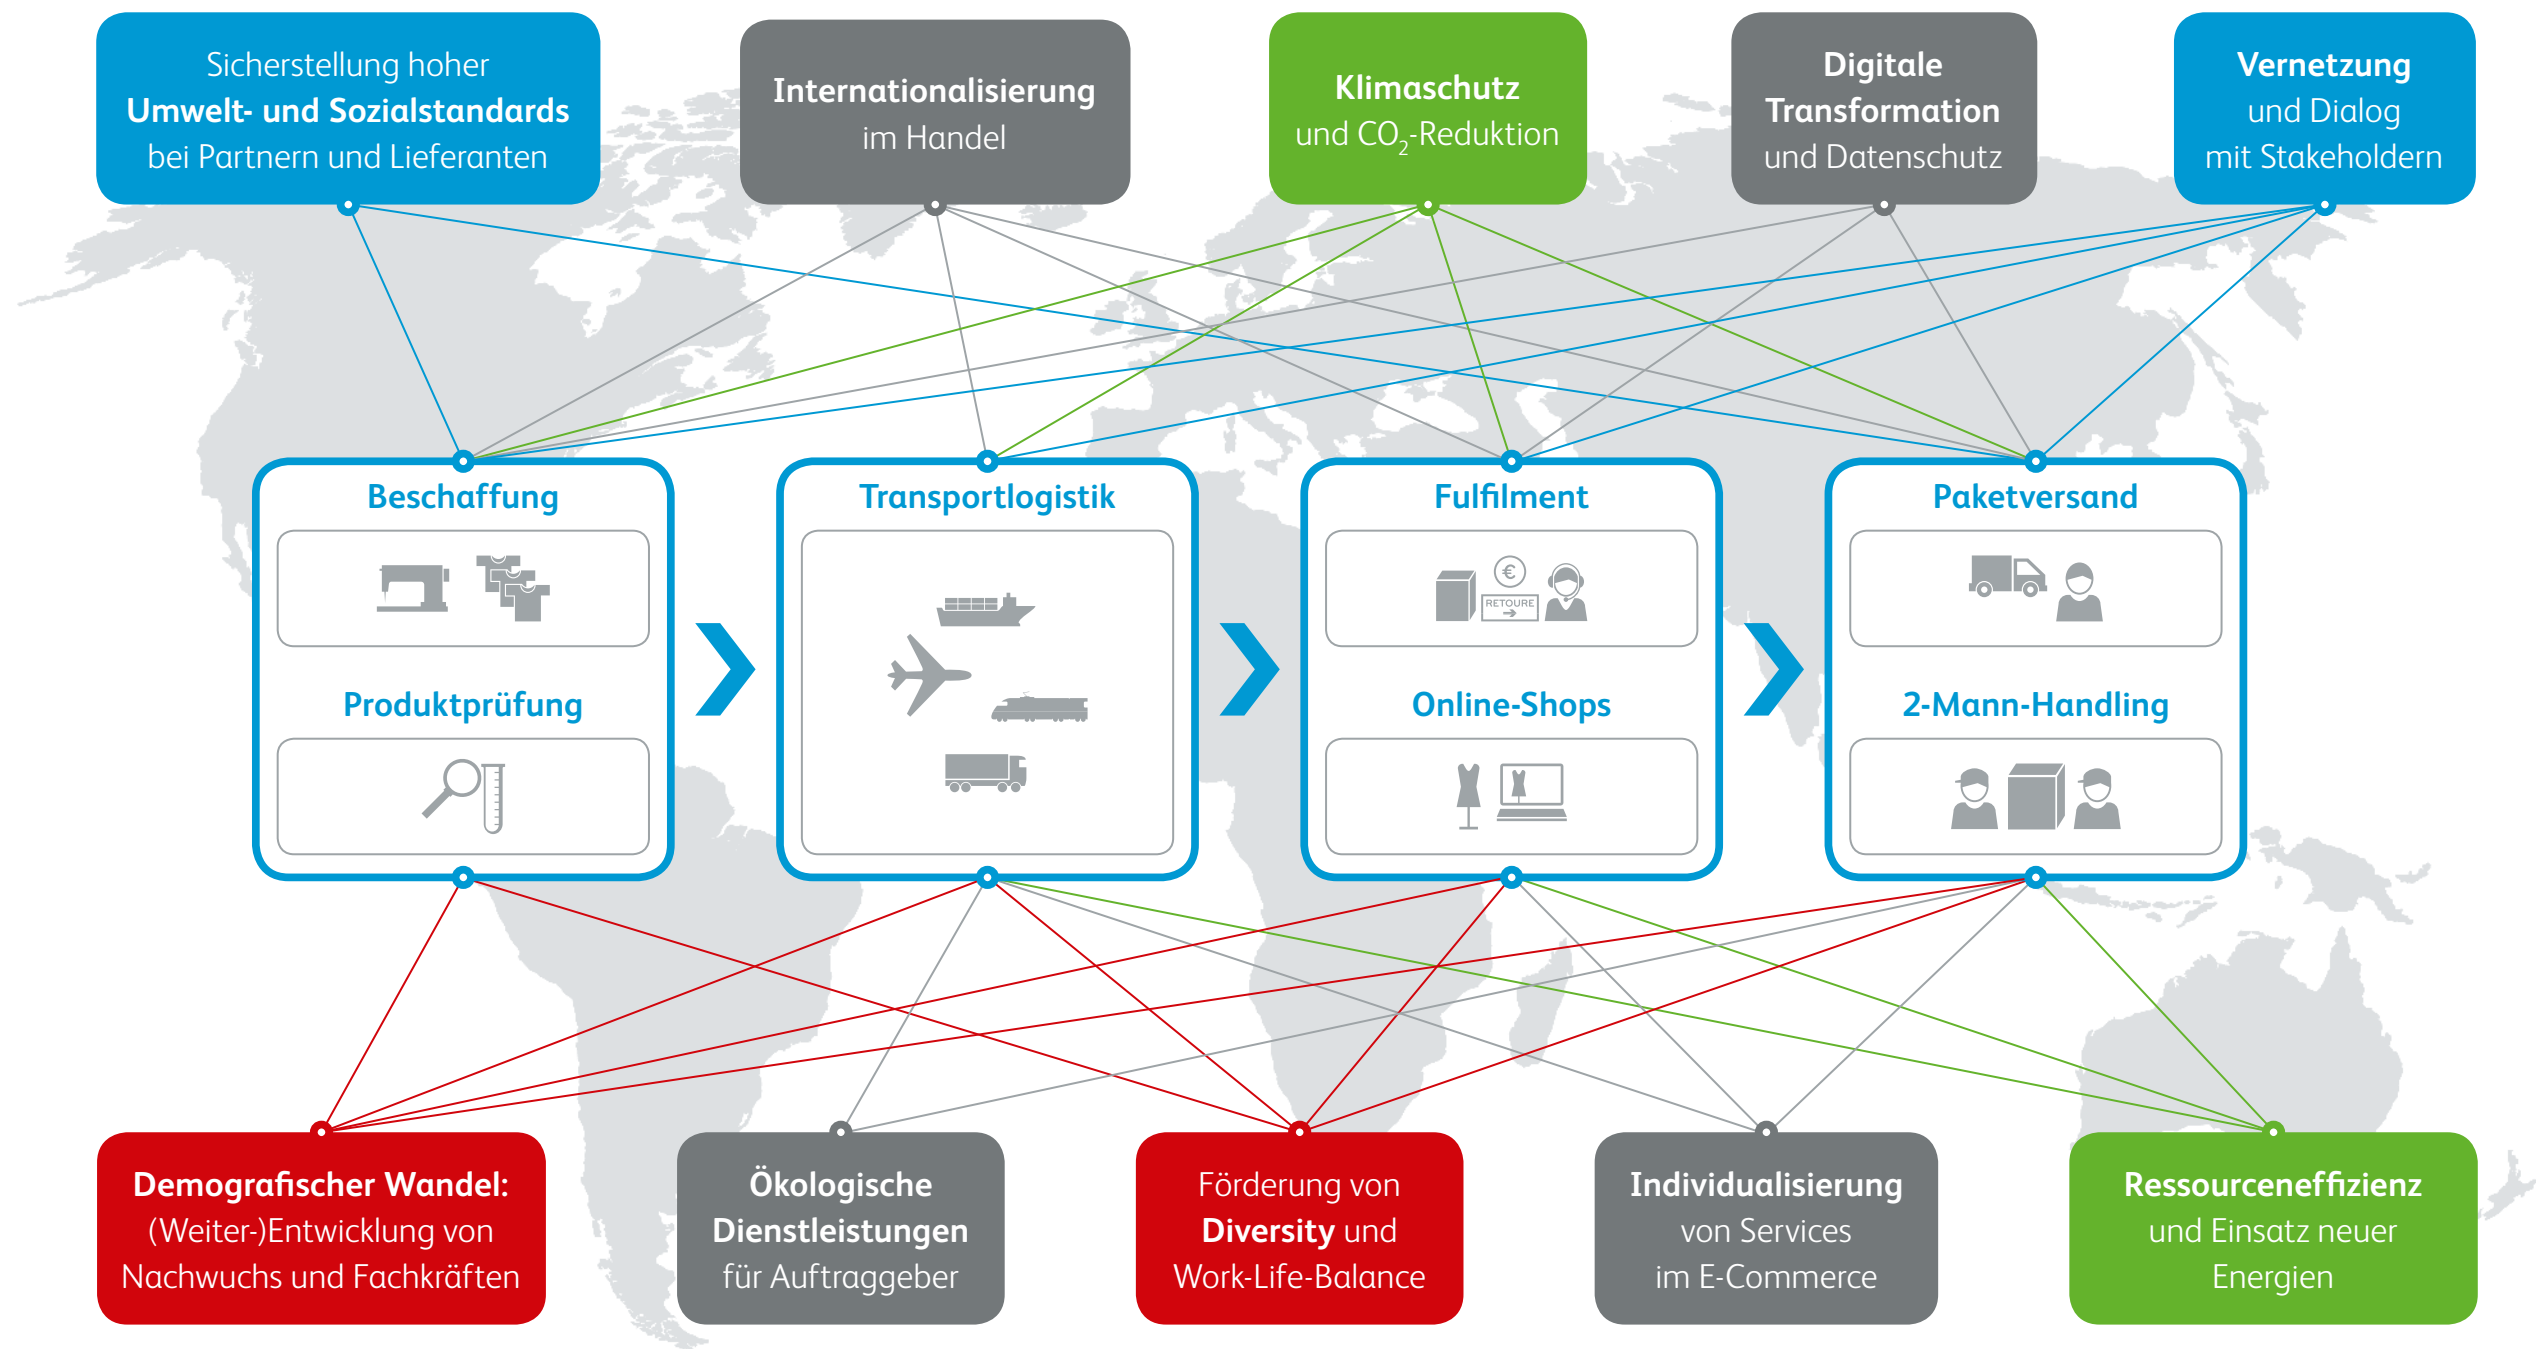 Sicherstellung hoher
Umwelt- und Sozialstandards
bei Partnern und Lieferanten
Internationalisierung
im Handel
Klimaschutz
und CO₂-Reduktion
Digitale
Transformation
und Datenschutz
Vernetzung
und Dialog
mit Stakeholdern
Beschaffung
Produktprüfung
Transportlogistik
Fulfilment
€
RETOURE
Online-Shops
Paketversand
2-Mann-Handling
Demografischer Wandel:
(Weiter-)Entwicklung von
Nachwuchs und Fachkräften
Ökologische
Dienstleistungen
für Auftraggeber
Förderung von
Diversity und
Work-Life-Balance
Individualisierung
von Services
im E-Commerce
Ressourceneffizienz
und Einsatz neuer
Energien